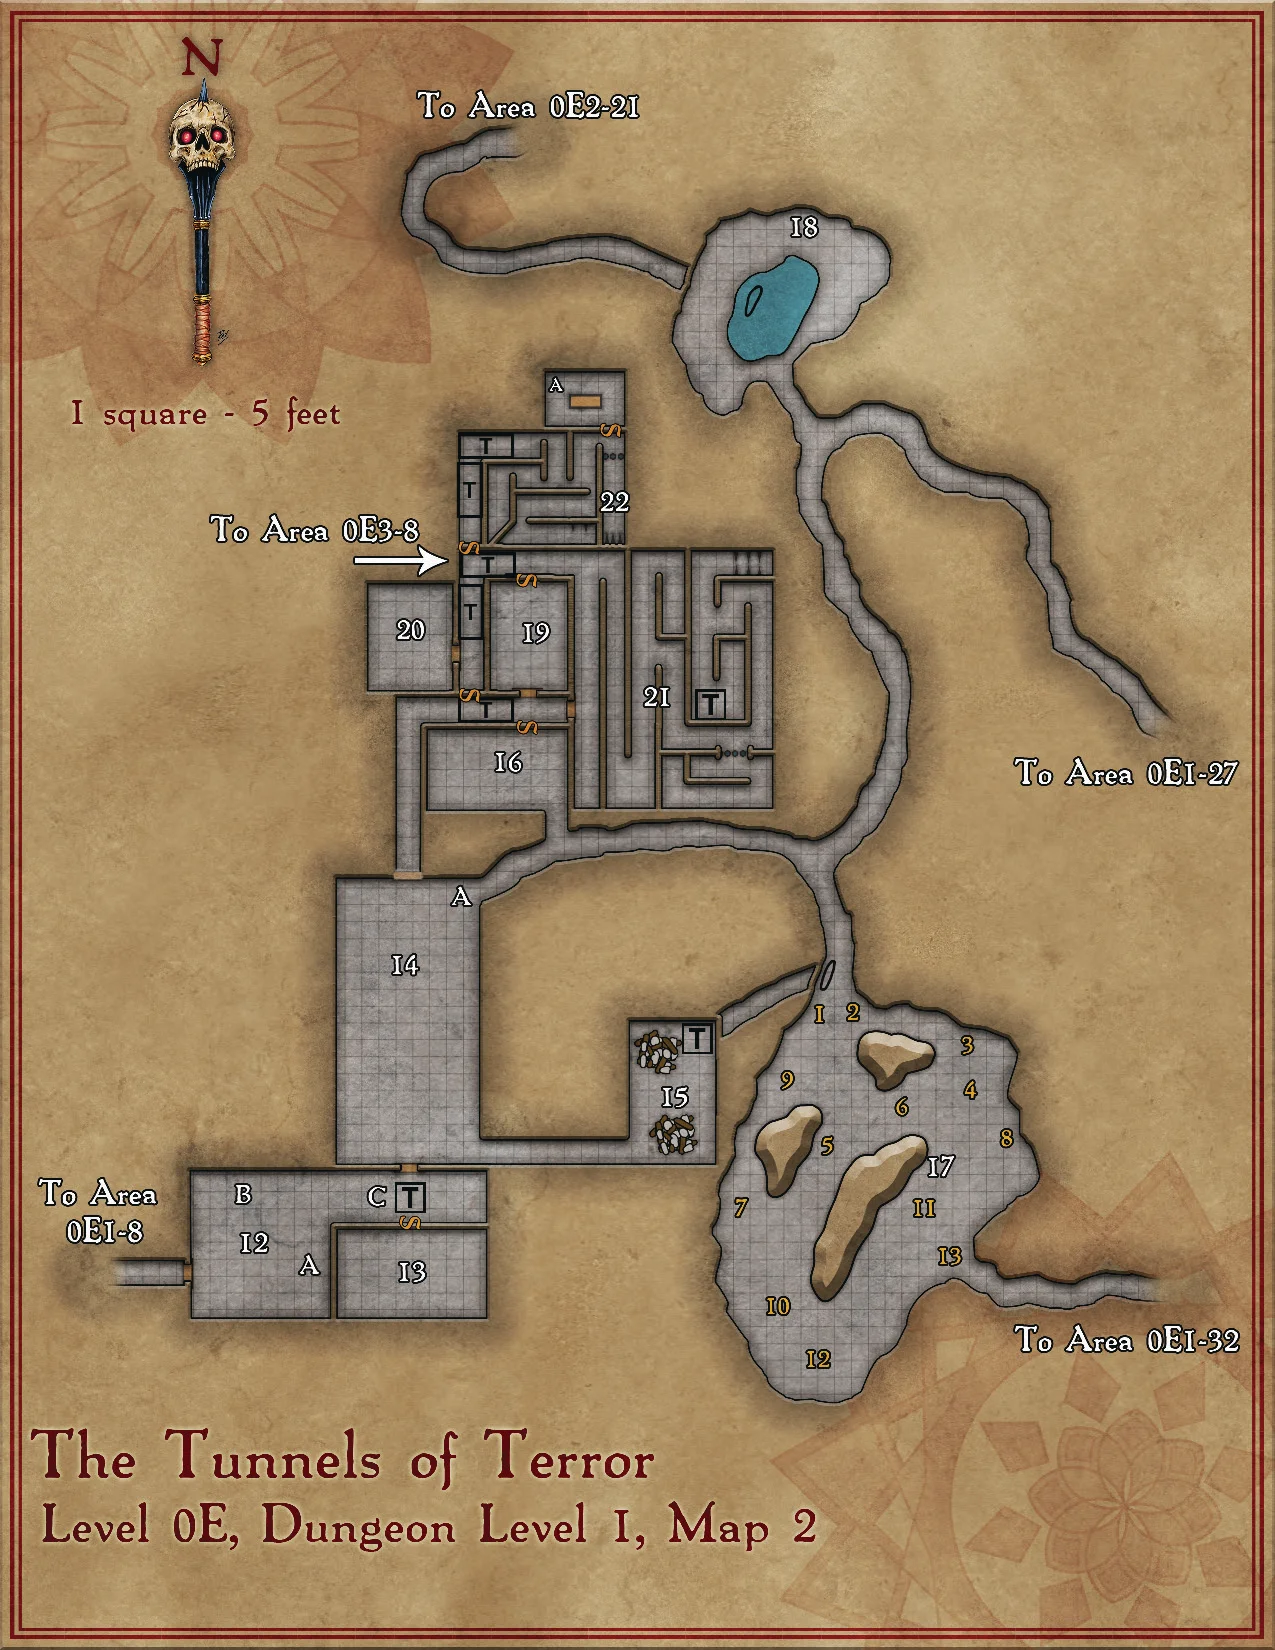 N
To Area 0E2-21
18
1 square - 5 feet
A
S
T
T
22
To Area 0E3-8
S
T
S
T
20
19
21
T
S
T
S
16
To Area 0E1-27
A
14
1
2
T
3
9
4
15
6
5
8
17
To Area
0E1-8
B
C
T
7
11
S
12
A
13
13
10
To Area 0E1-32
12
The Tunnels of Terror
Level 0E, Dungeon Level 1, Map 2